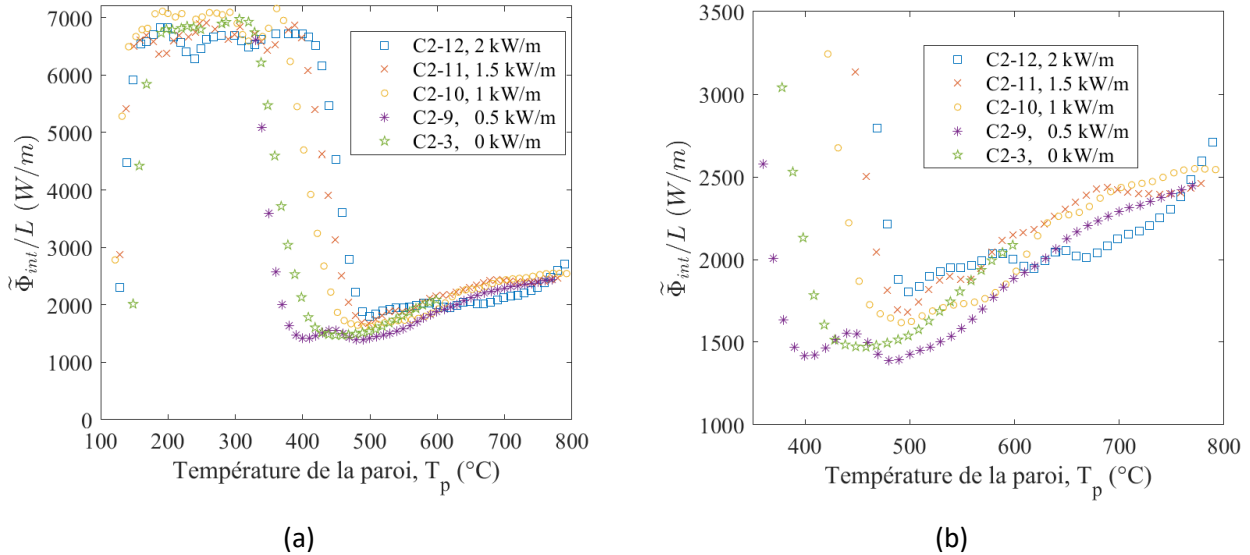 7000
6000
5000
4000
3000
2000
1000
0
Φ̃int/L (W/m)
C2-12, 2 kW/m
C2-11, 1.5 kW/m
C2-10, 1 kW/m
C2-9, 0.5 kW/m
C2-3, 0 kW/m
100 200 300 400 500 600 700 800
Température de la paroi, Tp (°C)
(a)
3500
3000
2500
2000
1500
1000
Φ̃int/L (W/m)
C2-12, 2 kW/m
C2-11, 1.5 kW/m
C2-10, 1 kW/m
C2-9, 0.5 kW/m
C2-3, 0 kW/m
400 500 600 700 800
Température de la paroi, Tp (°C)
(b)